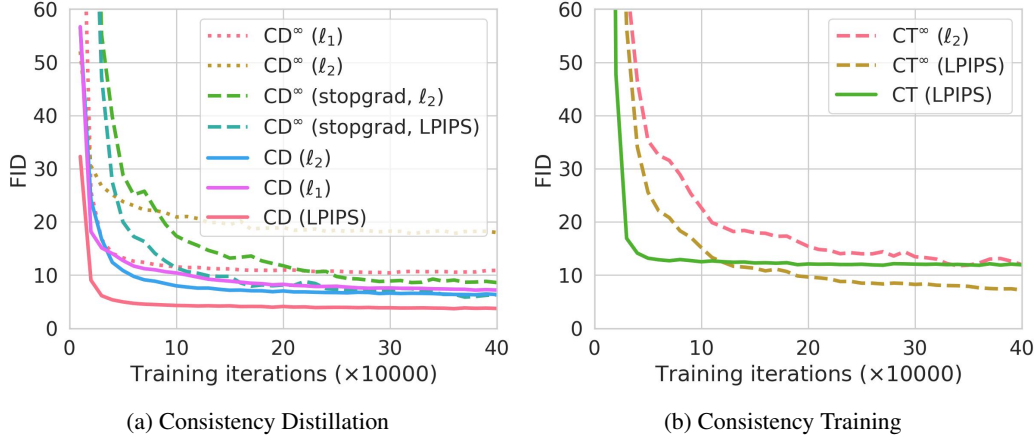 60
50
40
30
20
10
0
FID
CD∞ (ℓ1)
CD∞ (ℓ2)
CD∞ (stopgrad, ℓ2)
CD∞ (stopgrad, LPIPS)
CD (ℓ2)
CD (ℓ1)
CD (LPIPS)
0 10 20 30 40
Training iterations (×10000)
(a) Consistency Distillation
60
50
40
30
20
10
0
FID
CT∞ (ℓ2)
CT∞ (LPIPS)
CT (LPIPS)
0 10 20 30 40
Training iterations (×10000)
(b) Consistency Training